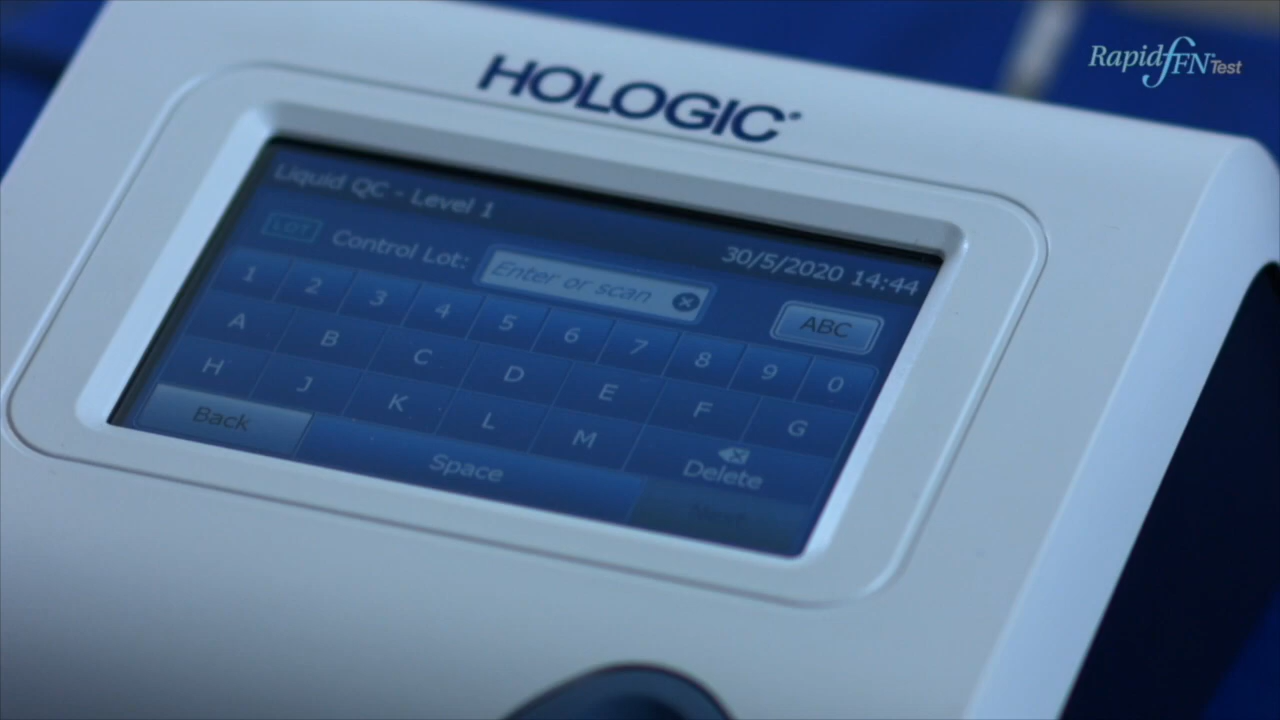 HOLOGIC
Rapid fFN Test
Liquid QC - Level 1
30/5/2020 14:44
LOT
Control Lot:
Enter or scan
ABC
1 2 3 4 5 6 7 8 9 0
A B C D E F G
H J K L M Delete
Back Space Next